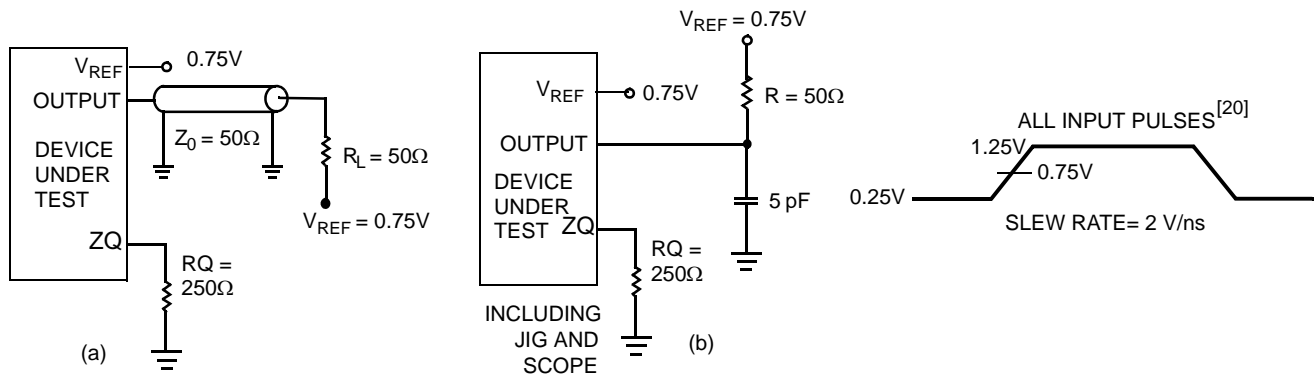 V_REF
0.75V
OUTPUT
Z_0 = 50Ω
DEVICE
UNDER
TEST
R_L = 50Ω
V_REF = 0.75V
ZQ
RQ =
250Ω
(a)
V_REF = 0.75V
V_REF
0.75V
R = 50Ω
OUTPUT
DEVICE
UNDER
TEST
5 pF
ZQ
RQ =
250Ω
INCLUDING
JIG AND
SCOPE
(b)
ALL INPUT PULSES[20]
1.25V
0.75V
0.25V
SLEW RATE= 2 V/ns